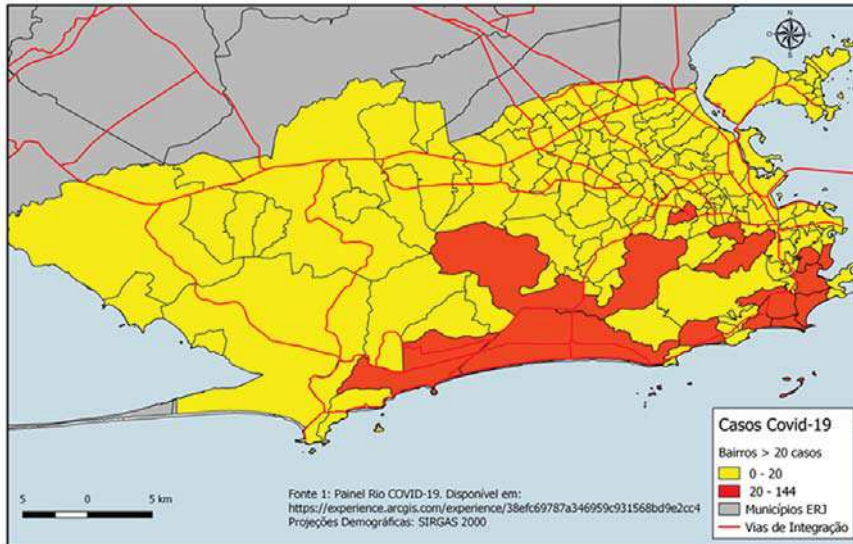 N
O
L
S
Casos Covid-19
Bairros > 20 casos
0 - 20
20 - 144
Municípios ERJ
Vias de Integração
5 0 5 km
Fonte 1: Painel Rio COVID-19. Disponível em:
https://experience.arcgis.com/experience/38efc69787a346959c931568bd9e2cc4
Projeções Demográficas: SIRGAS 2000